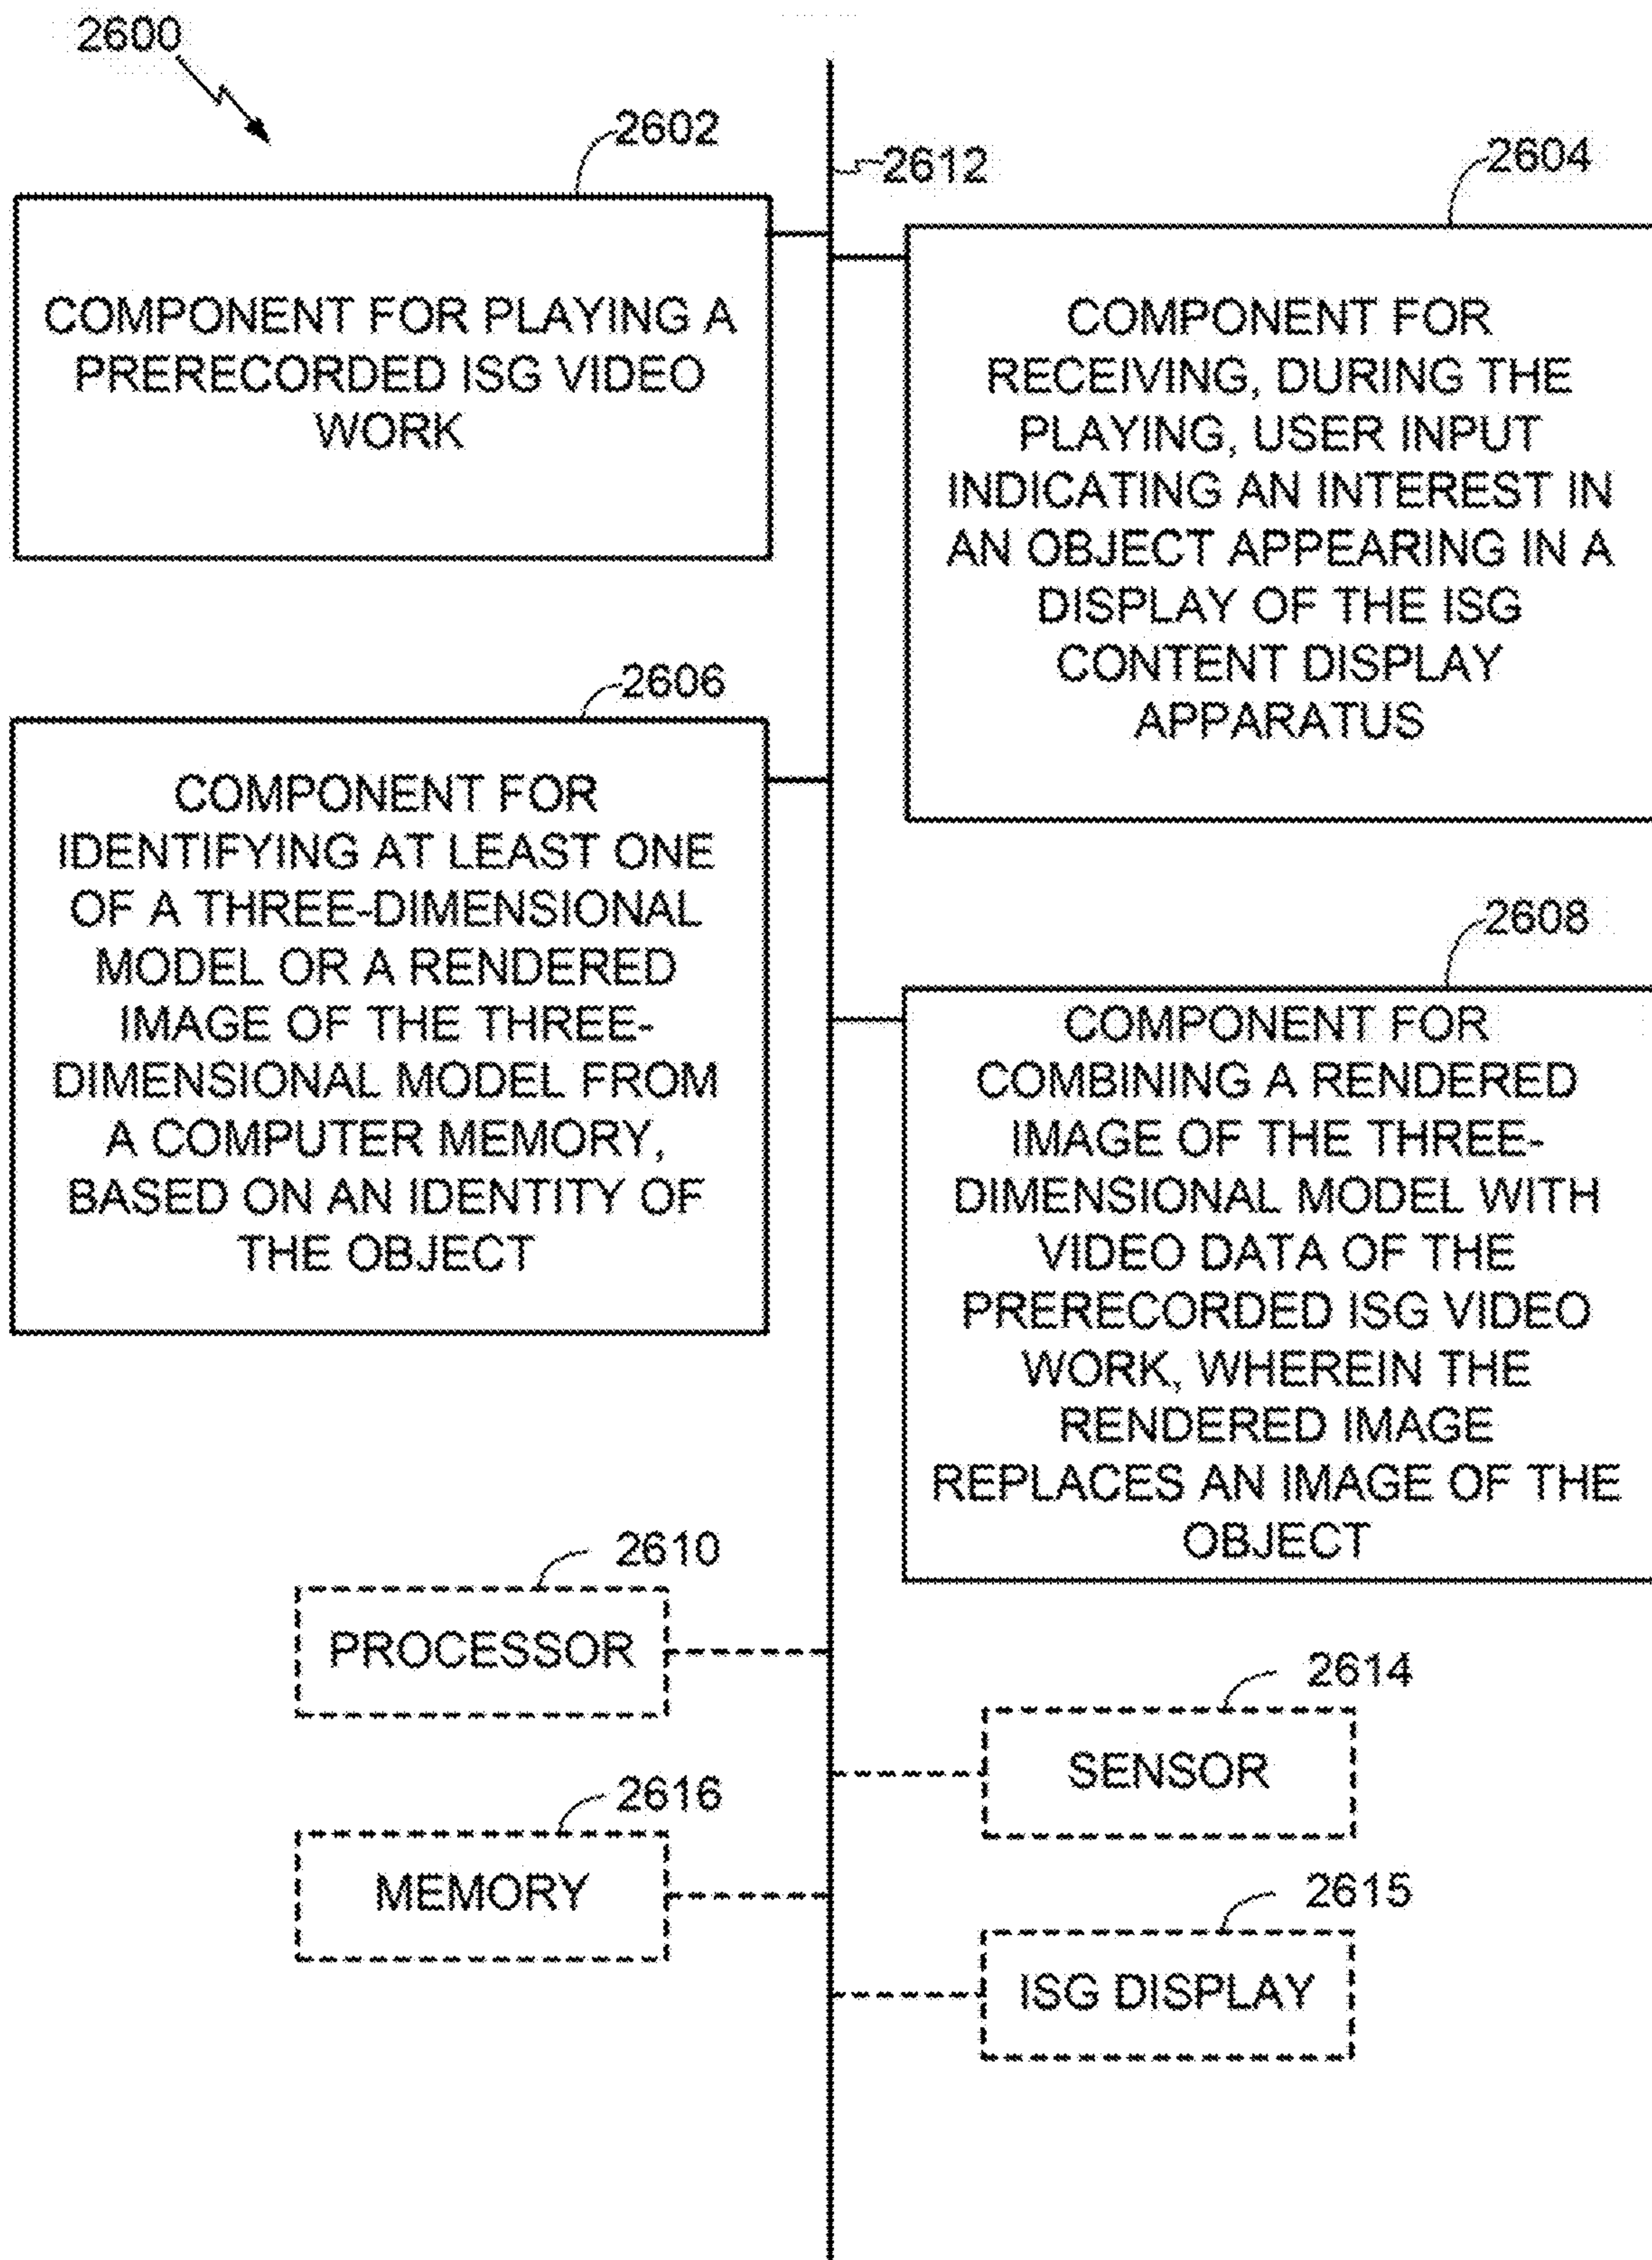 2600
2602
2612
2604
COMPONENT FOR PLAYING A
PRERECORDED ISG VIDEO
WORK
COMPONENT FOR
RECEIVING, DURING THE
PLAYING, USER INPUT
INDICATING AN INTEREST IN
AN OBJECT APPEARING IN A
DISPLAY OF THE ISG
CONTENT DISPLAY
APPARATUS
2606
COMPONENT FOR
IDENTIFYING AT LEAST ONE
OF A THREE-DIMENSIONAL
MODEL OR A RENDERED
IMAGE OF THE THREE-
DIMENSIONAL MODEL FROM
A COMPUTER MEMORY,
BASED ON AN IDENTITY OF
THE OBJECT
2608
COMPONENT FOR
COMBINING A RENDERED
IMAGE OF THE THREE-
DIMENSIONAL MODEL WITH
VIDEO DATA OF THE
PRERECORDED ISG VIDEO
WORK, WHEREIN THE
RENDERED IMAGE
REPLACES AN IMAGE OF THE
OBJECT
2610
PROCESSOR
2614
SENSOR
2616
MEMORY
2615
ISG DISPLAY